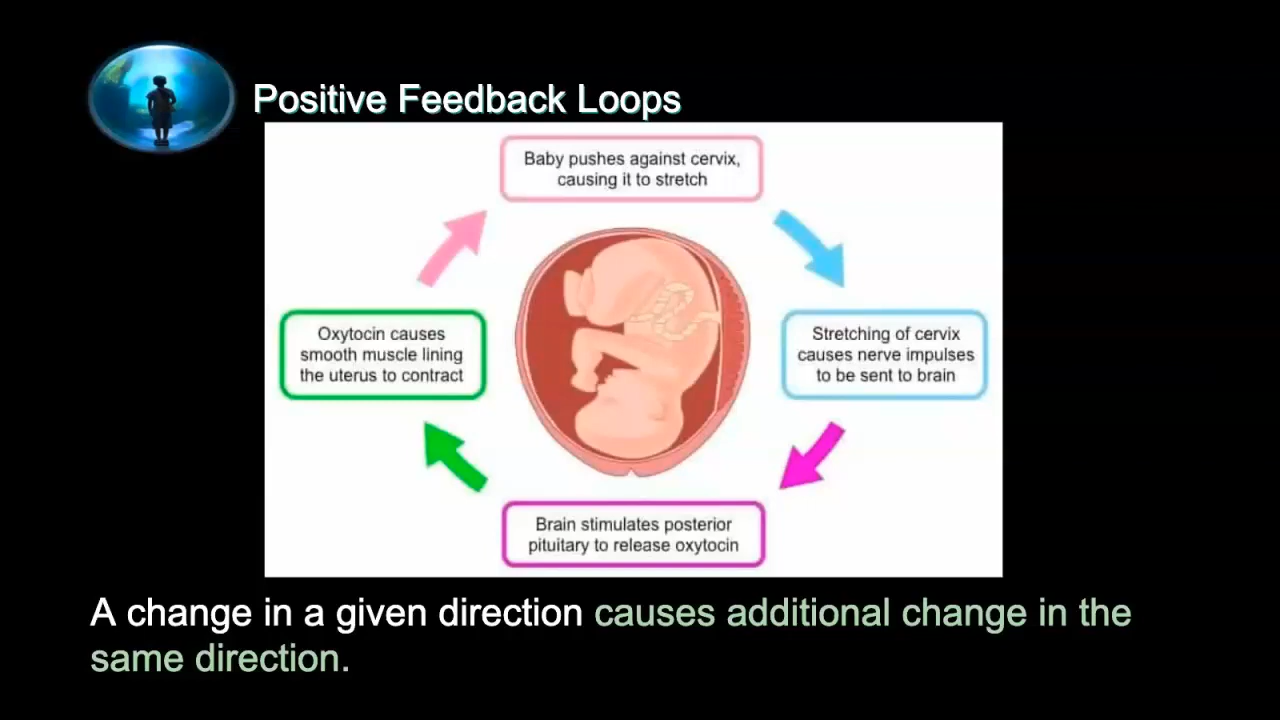 Positive Feedback Loops
Baby pushes against cervix,
causing it to stretch
Stretching of cervix
causes nerve impulses
to be sent to brain
Brain stimulates posterior
pituitary to release oxytocin
Oxytocin causes
smooth muscle lining
the uterus to contract
A change in a given direction causes additional change in the
same direction.